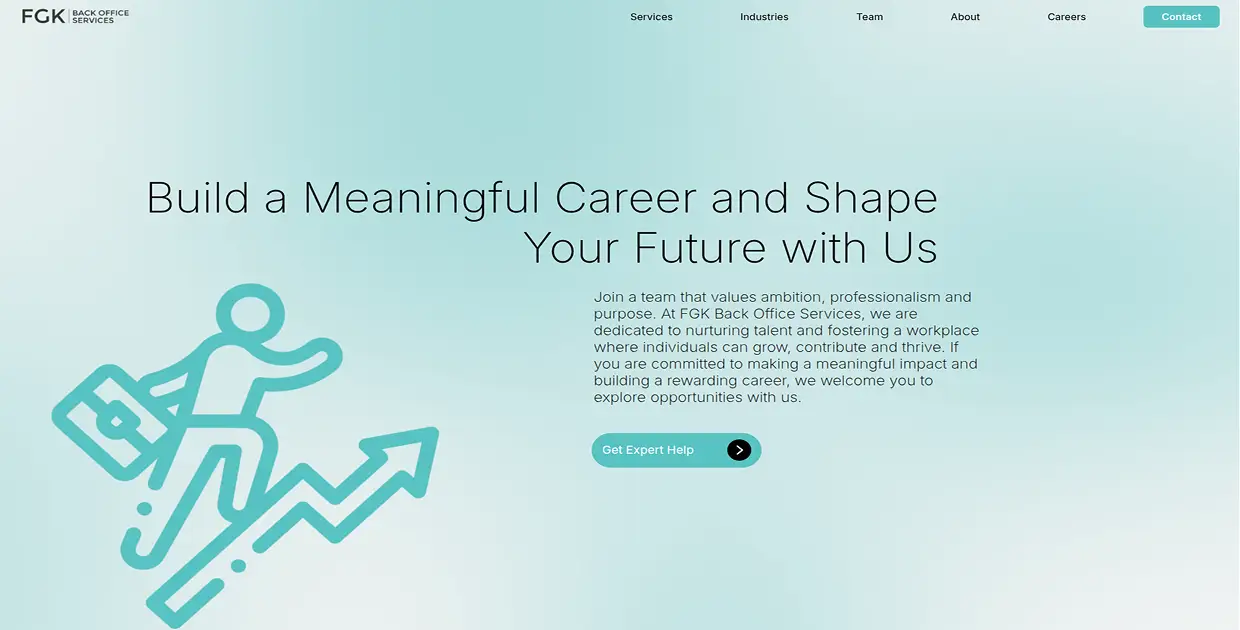 FGK BACK OFFICE SERVICES
Services
Industries
Team
About
Careers
Contact
Build a Meaningful Career and Shape
Your Future with Us
Join a team that values ambition, professionalism and
purpose. At FGK Back Office Services, we are
dedicated to nurturing talent and fostering a workplace
where individuals can grow, contribute and thrive. If
you are committed to making a meaningful impact and
building a rewarding career, we welcome you to
explore opportunities with us.
Get Expert Help